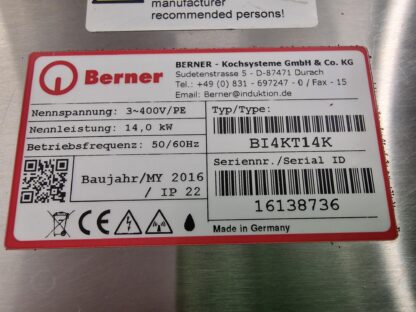 manufacturer
recommended persons!
Berner
BERNER - Kochsysteme GmbH & Co. KG
Sudetenstrasse 5 - D-87471 Durach
Tel.: +49 (0) 831 - 697247 - 0 / Fax - 15
Email: Berner@induktion.de
Nennspannung: 3~400V/PE
Nennleistung: 14,0 kW
Betriebsfrequenz: 50/60Hz
Typ/Type:
BI4KT14K
Seriennr./Serial ID
16138736
Baujahr/MY 2016
/ IP 22
CE
Made in Germany